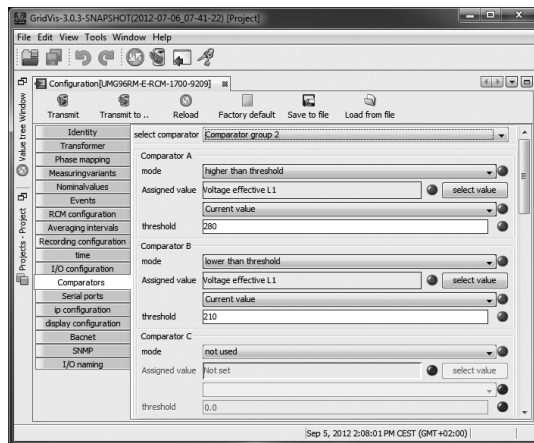 GridVis-3.0.3-SNAPSHOT(2012-07-06_07-41-22) [Project]
File Edit View Tools Window Help
Configuration[UMG96RM-E-RCM-1700-9209]
Transmit Transmit to .. Reload Factory default Save to file Load from file
Value tree Window
Projects - Project
Identity
Transformer
Phase mapping
Measuringvariants
Nominalvalues
Events
RCM configuration
Averaging intervals
Recording configuration
time
I/O configuration
Comparators
Serial ports
ip configuration
display configuration
Bacnet
SNMP
I/O naming
select comparator Comparator group 2
Comparator A
mode higher than threshold
Assigned value Voltage effective L1 select value
Current value
threshold 280
Comparator B
mode lower than threshold
Assigned value Voltage effective L1 select value
Current value
threshold 210
Comparator C
mode not used
Assigned value Not set select value
threshold 0.0
Sep 5, 2012 2:08:01 PM CEST (GMT+02:00)